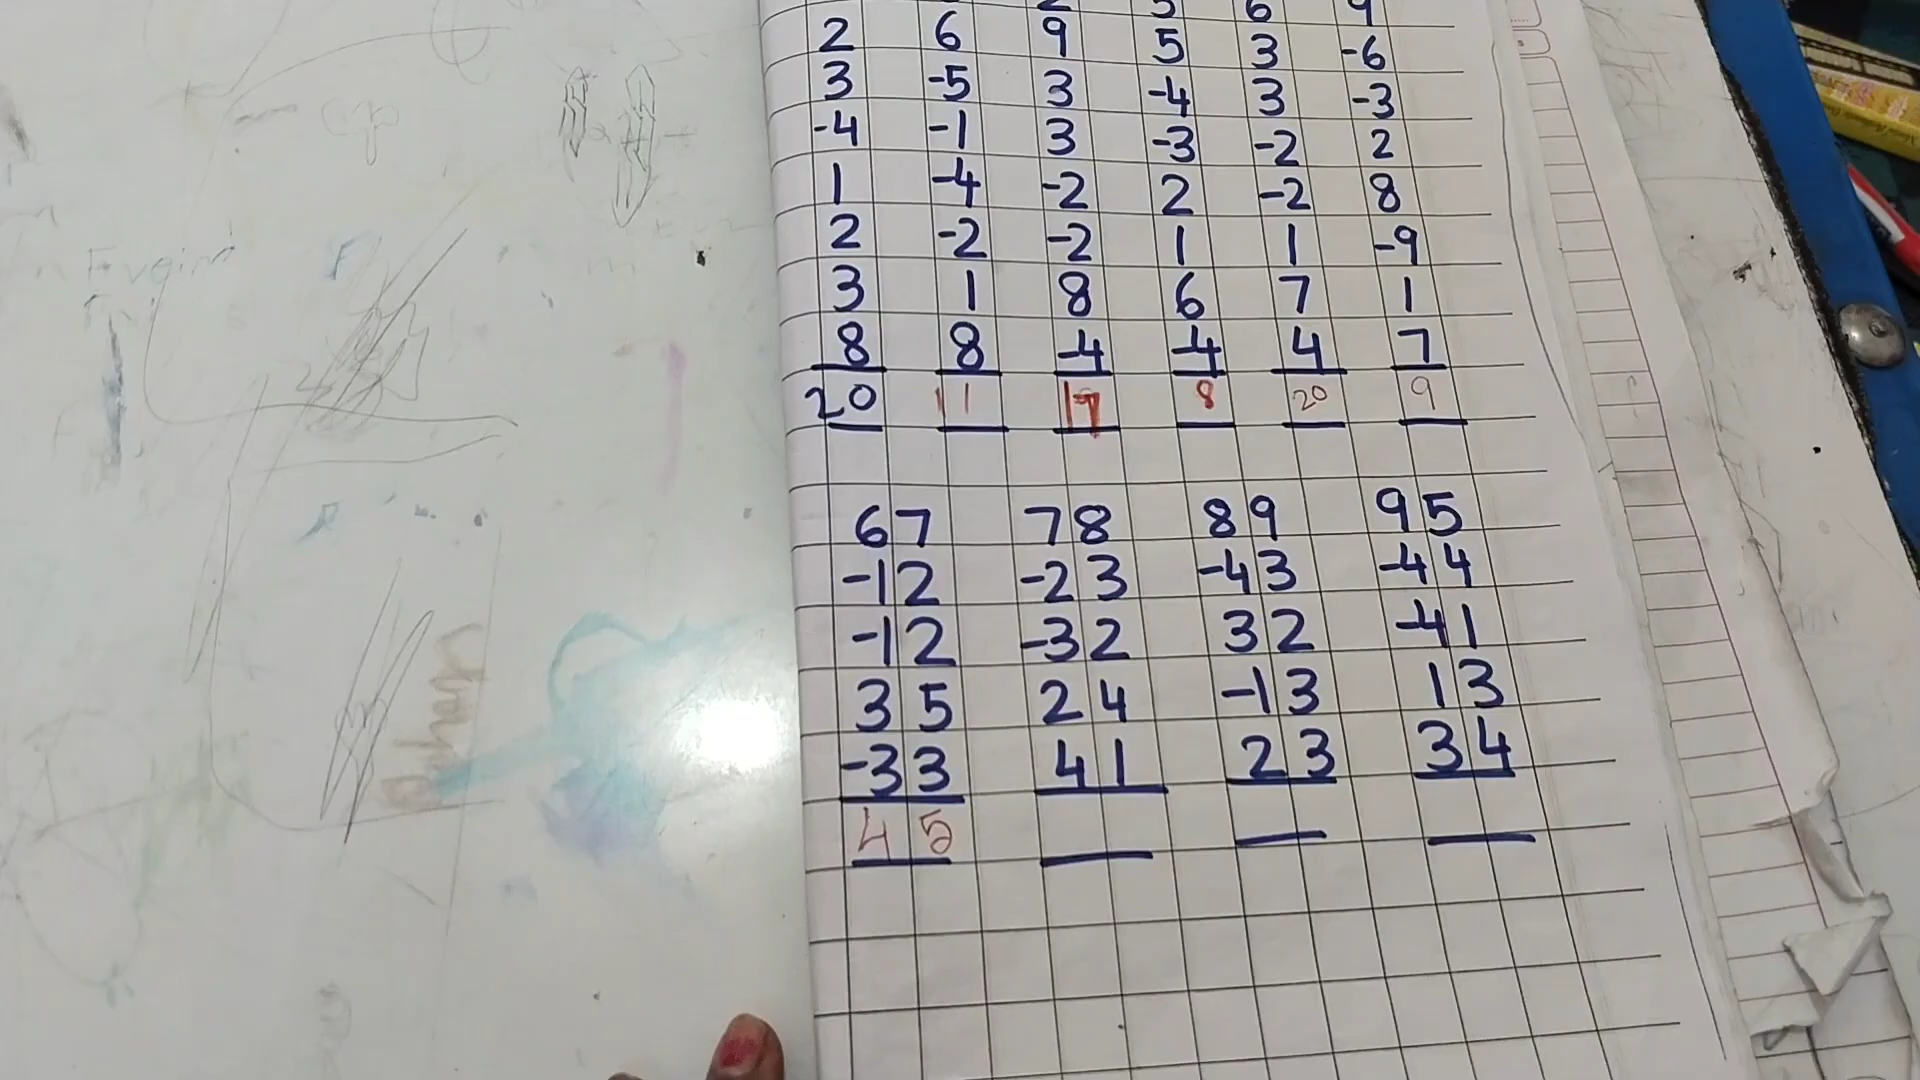 2 6 9 5 3 -6
3 -5 3 -4 3 -3
-4 -1 3 -3 -2 2
1 -4 -2 2 -2 8
2 -2 -2 1 1 -9
3 1 8 6 7 1
8 8 -4 -4 4 7
20 11 17 8 20 9
67 78 89 95
-12 -23 -43 -44
-12 -32 32 -41
35 24 -13 13
-33 41 23 34
45